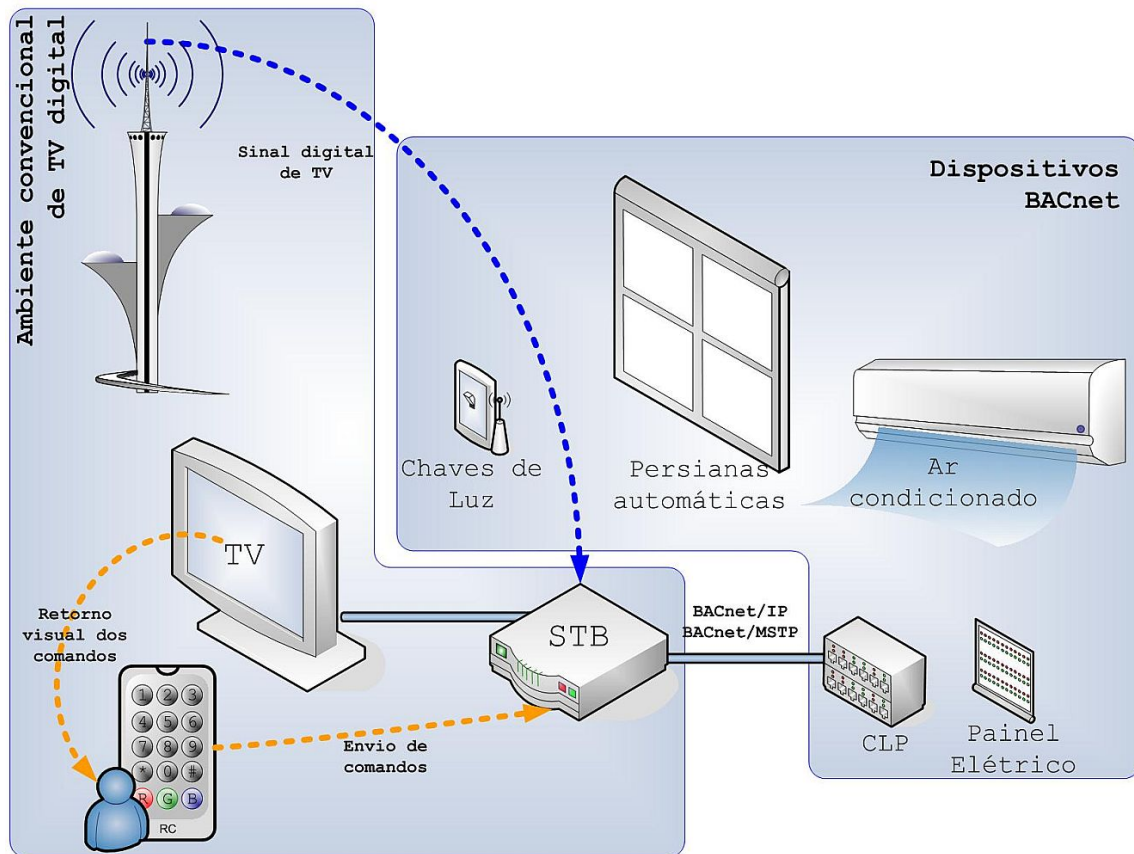 Ambiente convencional
de TV digital
Sinal digital
de TV
Dispositivos
BACnet
Chaves de
Luz
Persianas
automáticas
Ar
condicionado
TV
Retorno
visual dos
comandos
STB
BACnet/IP
BACnet/MSTP
1 2 3
4 5 6
7 8 9
* 0 #
R G B
RC
Envio de
comandos
CLP
Painel
Elétrico